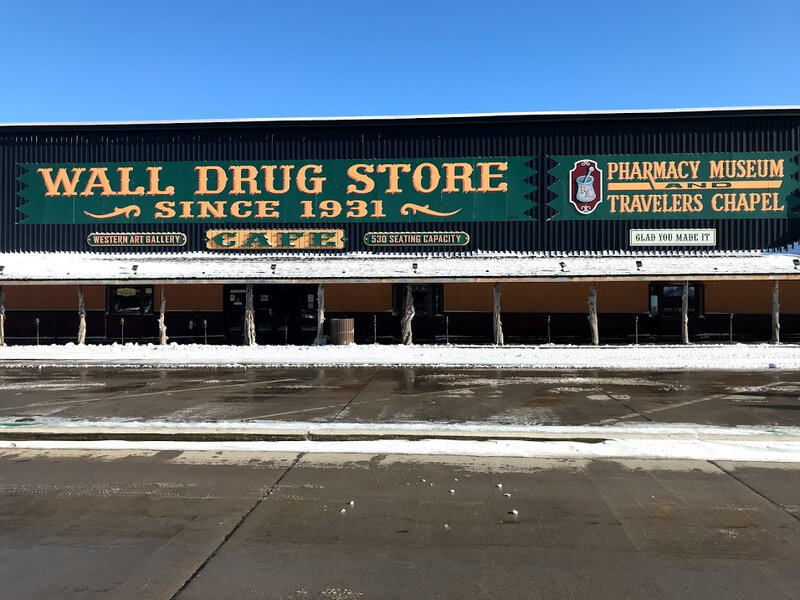 WALL DRUG STORE
SINCE 1931
PHARMACY MUSEUM
AND
TRAVELERS CHAPEL
WESTERN ART GALLERY
CAFE
530 SEATING CAPACITY
GLAD YOU MADE IT